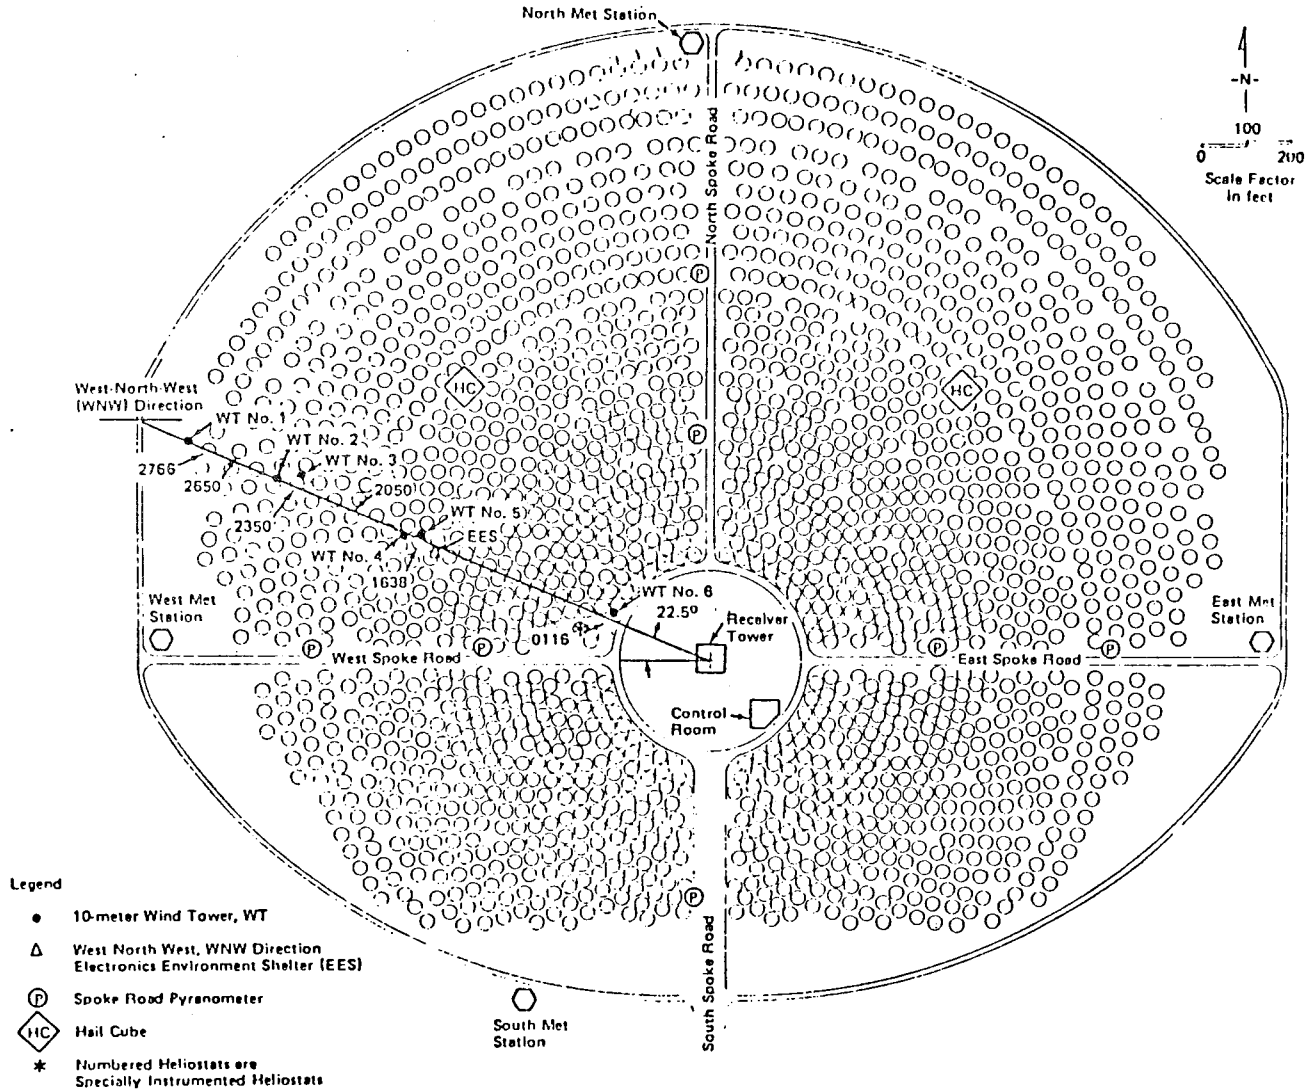 North Met Station
-N-
100
0 200
Scale Factor
In feet
North Spoke Road
P
HC
HC
West-North-West
(WNW) Direction
WT No. 1
P
WT No. 2
WT No. 3
2766
2650
2050
2350
WT No. 5
EES
WT No. 4
1638
WT No. 6
22.5º
West Met
Station
East Met
Station
0116
Receiver
Tower
P
P
P
P
West Spoke Road
East Spoke Road
Control
Room
P
South Spoke Road
South Met
Station
Legend
10-meter Wind Tower, WT
West North West, WNW Direction
Electronics Environment Shelter (EES)
P Spoke Road Pyranometer
HC Hail Cube
* Numbered Heliostats are
Specially Instrumented Heliostats